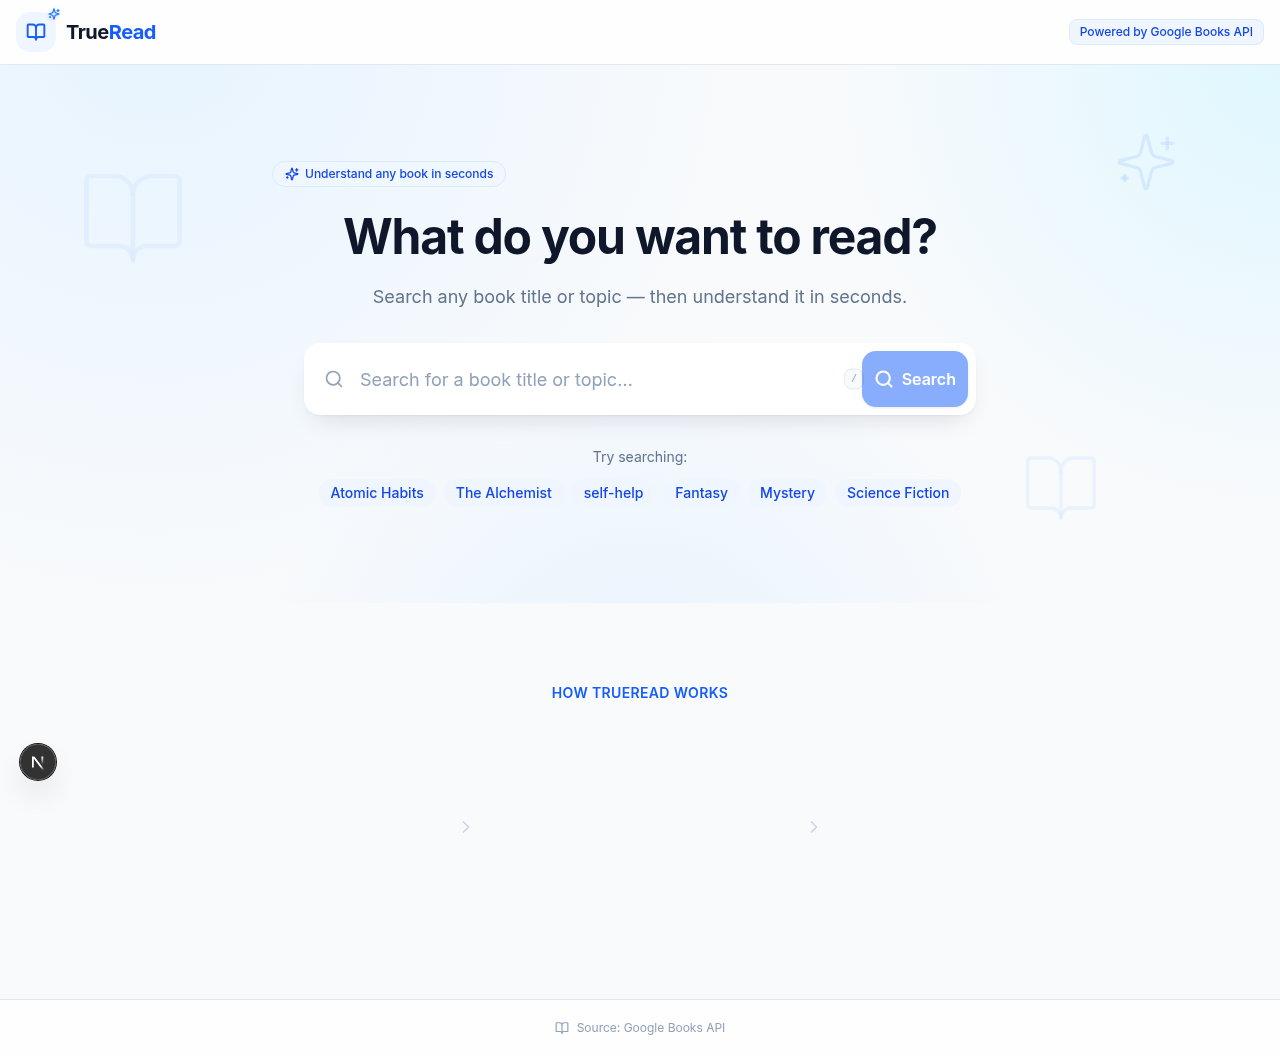 TrueRead
Powered by Google Books API
Understand any book in seconds
What do you want to read?
Search any book title or topic — then understand it in seconds.
Search for a book title or topic...
/
Search
Try searching:
Atomic Habits
The Alchemist
self-help
Fantasy
Mystery
Science Fiction
HOW TRUEREAD WORKS
N
Source: Google Books API